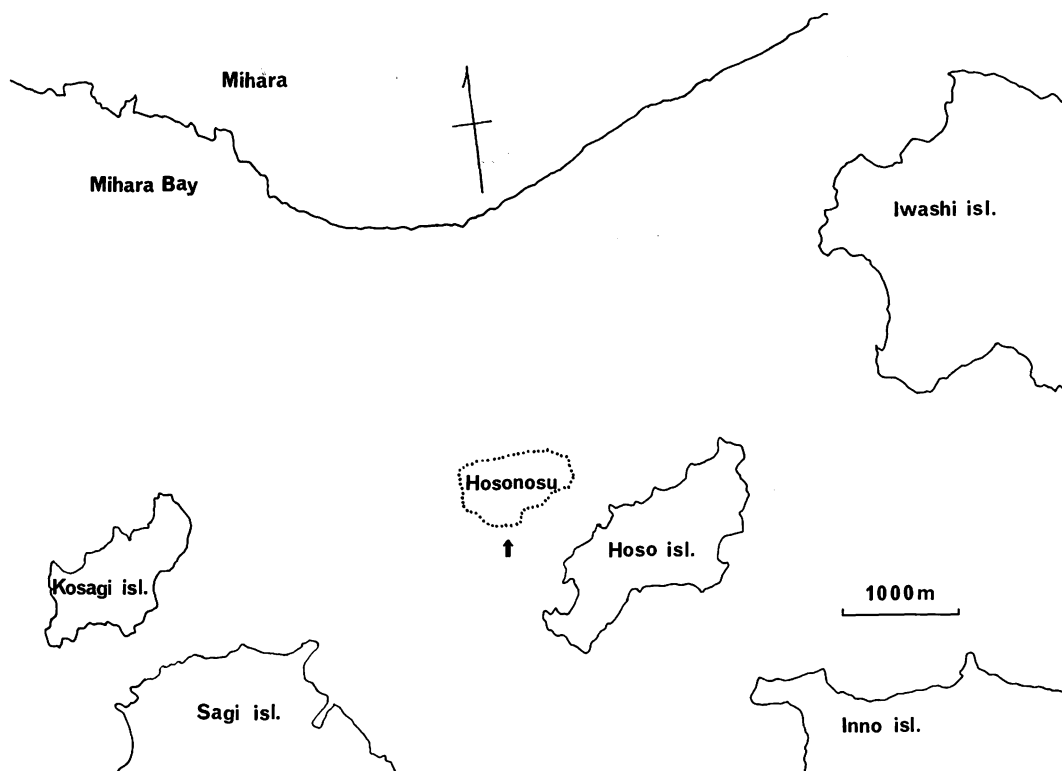 Mihara
Mihara Bay
Iwashi isl.
Hosonosu
Hoso isl.
Kosagi isl.
1000m
Sagi isl.
Inno isl.